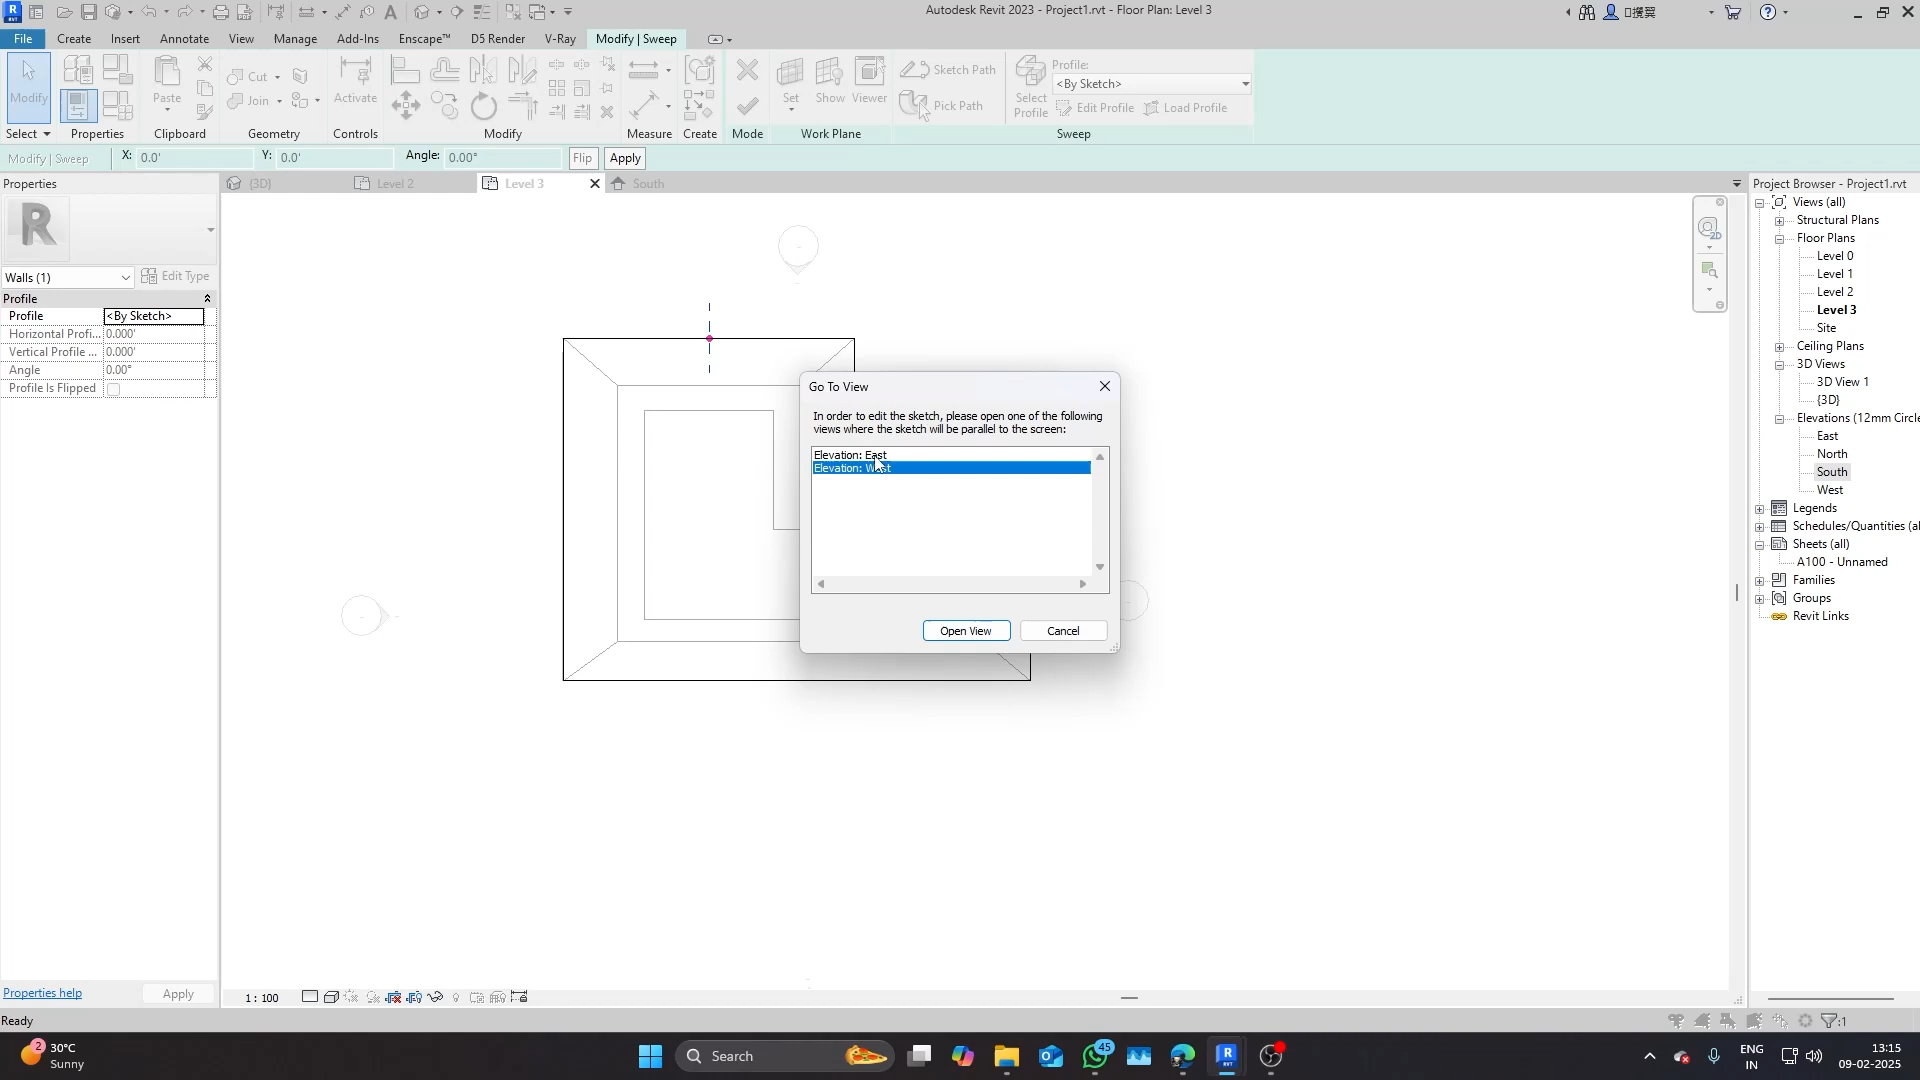 Autodesk Revit 2023 - Project1.rvt - Floor Plan: Level 3
File Create Insert Annotate View Manage Add-Ins Enscape™ D5 Render V-Ray Modify | Sweep
Modify
Paste
Cut
Join
Activate
Set
Show
Viewer
Sketch Path
Pick Path
Select Profile
Profile:
<By Sketch>
Edit Profile
Load Profile
Select Properties Clipboard Geometry Controls Modify Measure Create Mode Work Plane Sweep
Modify | Sweep X: 0.0' Y: 0.0' Angle: 0.00° Flip Apply
Properties
{3D} Level 2 Level 3 South
Walls (1) Edit Type
Profile
Profile <By Sketch>
Horizontal Profi... 0.000'
Vertical Profile ... 0.000'
Angle 0.00°
Profile Is Flipped
Properties help Apply
Go To View
In order to edit the sketch, please open one of the following
views where the sketch will be parallel to the screen:
Elevation: East
Elevation: West
Open View Cancel
2D
Project Browser - Project1.rvt
Views (all)
Structural Plans
Floor Plans
Level 0
Level 1
Level 2
Level 3
Site
Ceiling Plans
3D Views
3D View 1
{3D}
Elevations (12mm Circle
East
North
South
West
Legends
Schedules/Quantities (al
Sheets (all)
A100 - Unnamed
Families
Groups
Revit Links
1 : 100
Ready
:1
2
30°C
Sunny
Search
45
ENG
IN
13:15
09-02-2025